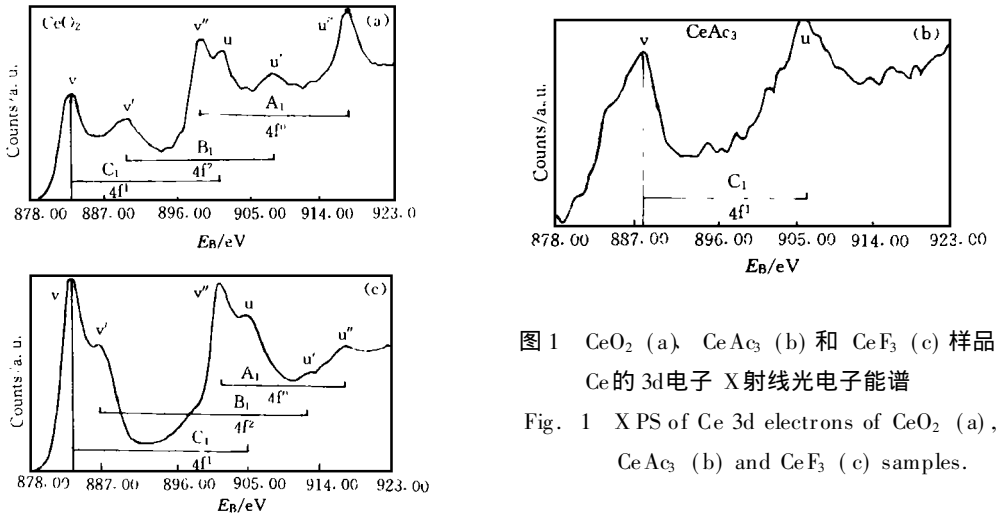 CeO₂
(a)
v
v'
v''
u
u'
u''
A₁
4f⁰
B₁
4f²
C₁
4f¹
Counts/a. u.
878.00 887.00 896.00 905.00 914.00 923.0
E_B/eV
CeAc₃
(b)
v
u
C₁
4f¹
Counts/a. u.
878.00 887.00 896.00 905.00 914.00 923.00
E_B/eV
(c)
v
v'
v''
u
u'
u''
A₁
4f⁰
B₁
4f²
C₁
4f¹
Counts/a. u.
878.00 887.00 896.00 905.00 914.00 923.00
E_B/eV
图 1 CeO₂ (a)、CeAc₃ (b) 和 CeF₃ (c) 样品
Ce的 3d电子 X射线光电子能谱
Fig. 1 XPS of Ce 3d electrons of CeO₂ (a),
CeAc₃ (b) and CeF₃ (c) samples.